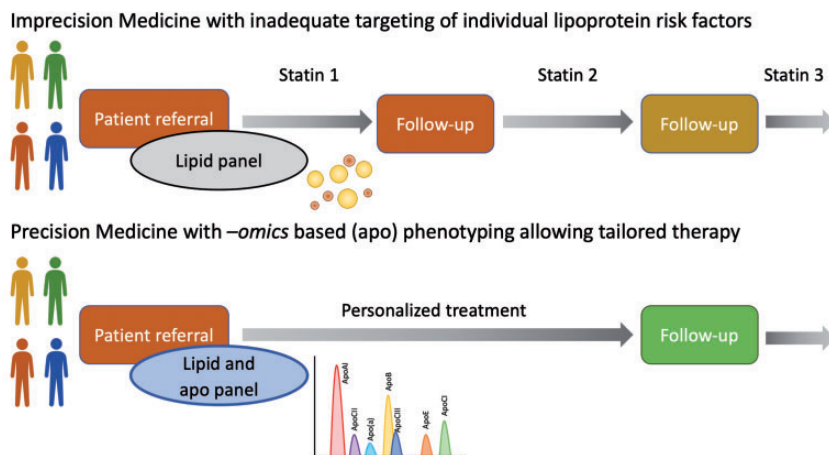 Imprecision Medicine with inadequate targeting of individual lipoprotein risk factors
Statin 1
Statin 2
Statin 3
Patient referral
Follow-up
Follow-up
Lipid panel
Precision Medicine with –omics based (apo) phenotyping allowing tailored therapy
Personalized treatment
Patient referral
Follow-up
Lipid and
apo panel
ApoAI
ApoCII
Apo(a)
ApoB
ApoCIII
ApoE
ApoCI